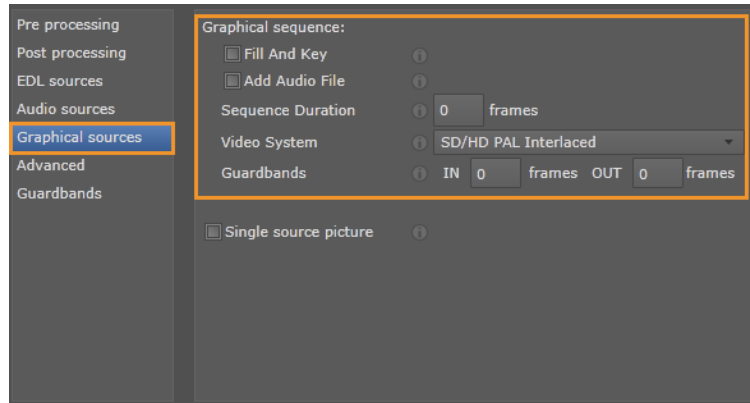 Pre processing
Post processing
EDL sources
Audio sources
Graphical sources
Advanced
Guardbands
Graphical sequence:
Fill And Key
Add Audio File
Sequence Duration 0 frames
Video System SD/HD PAL Interlaced
Guardbands IN 0 frames OUT 0 frames
Single source picture